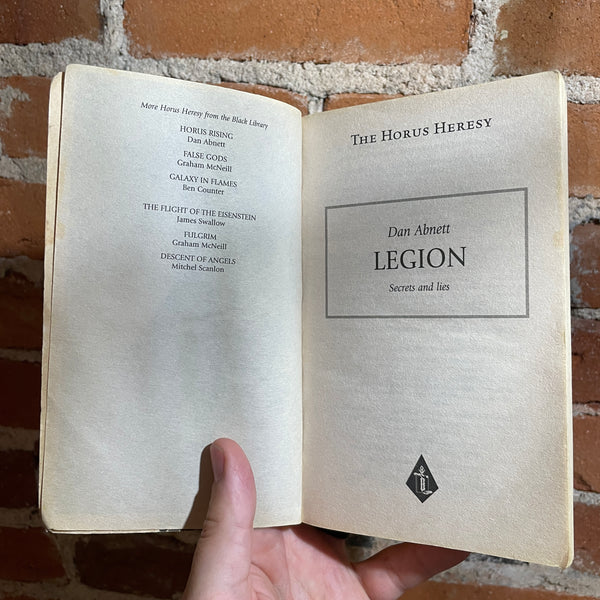 More Horus Heresy from the Black Library
HORUS RISING
Dan Abnett
FALSE GODS
Graham McNeill
GALAXY IN FLAMES
Ben Counter
THE FLIGHT OF THE EISENSTEIN
James Swallow
FULGRIM
Graham McNeill
DESCENT OF ANGELS
Mitchel Scanlon
THE HORUS HERESY
Dan Abnett
LEGION
Secrets and lies